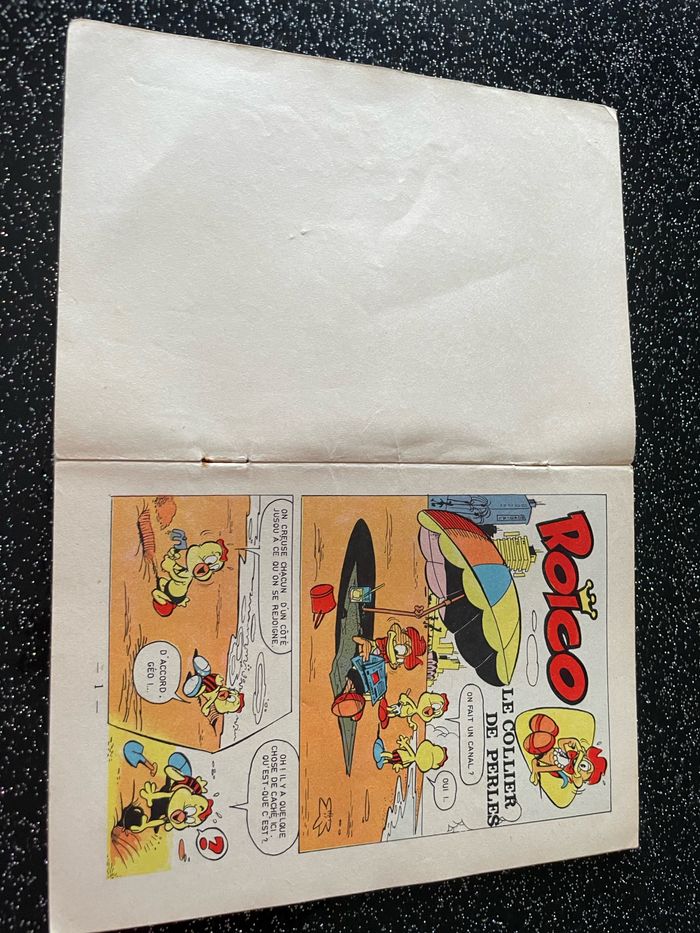 ROICO
LE COLLIER
DE PERLES
ON FAIT UN CANAL ?
OUI !..
ON CREUSE CHACUN D'UN CÔTÉ
JUSQU'A CE QU'ON SE REJOIGNE.
D'ACCORD,
GÉO !...
OH ! IL Y A QUELQUE
CHOSE DE CACHÉ ICI.
QU'EST-QUE C'EST ?
?
— 1 —